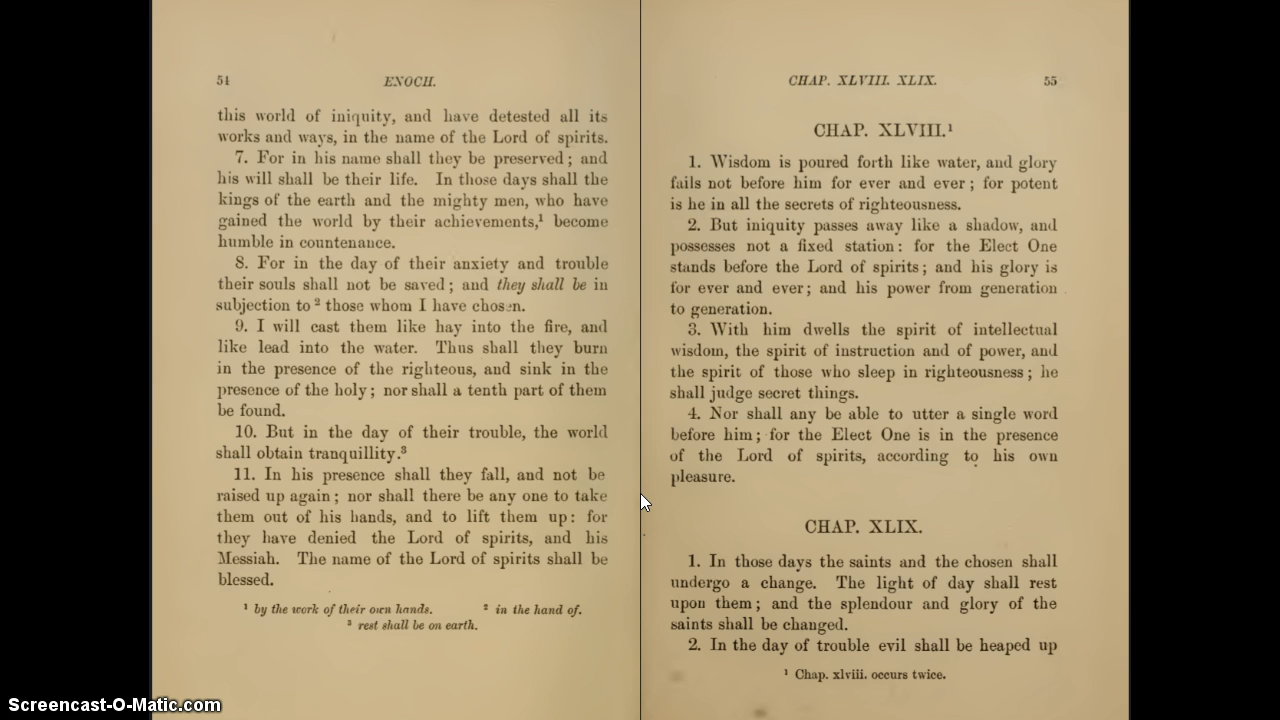 54 ENOCH.
this world of iniquity, and have detested all its
works and ways, in the name of the Lord of spirits.
7. For in his name shall they be preserved; and
his will shall be their life. In those days shall the
kings of the earth and the mighty men, who have
gained the world by their achievements,¹ become
humble in countenance.
8. For in the day of their anxiety and trouble
their souls shall not be saved; and they shall be in
subjection to ² those whom I have chosen.
9. I will cast them like hay into the fire, and
like lead into the water. Thus shall they burn
in the presence of the righteous, and sink in the
presence of the holy; nor shall a tenth part of them
be found.
10. But in the day of their trouble, the world
shall obtain tranquillity.³
11. In his presence shall they fall, and not be
raised up again; nor shall there be any one to take
them out of his hands, and to lift them up: for
they have denied the Lord of spirits, and his
Messiah. The name of the Lord of spirits shall be
blessed.
¹ by the work of their own hands. ² in the hand of.
³ rest shall be on earth.
CHAP. XLVIII. XLIX. 55
CHAP. XLVIII.¹
1. Wisdom is poured forth like water, and glory
fails not before him for ever and ever; for potent
is he in all the secrets of righteousness.
2. But iniquity passes away like a shadow, and
possesses not a fixed station: for the Elect One
stands before the Lord of spirits; and his glory is
for ever and ever; and his power from generation
to generation.
3. With him dwells the spirit of intellectual
wisdom, the spirit of instruction and of power, and
the spirit of those who sleep in righteousness; he
shall judge secret things.
4. Nor shall any be able to utter a single word
before him; for the Elect One is in the presence
of the Lord of spirits, according to his own
pleasure.
CHAP. XLIX.
1. In those days the saints and the chosen shall
undergo a change. The light of day shall rest
upon them; and the splendour and glory of the
saints shall be changed.
2. In the day of trouble evil shall be heaped up
¹ Chap. xlviii. occurs twice.
Screencast-O-Matic.com